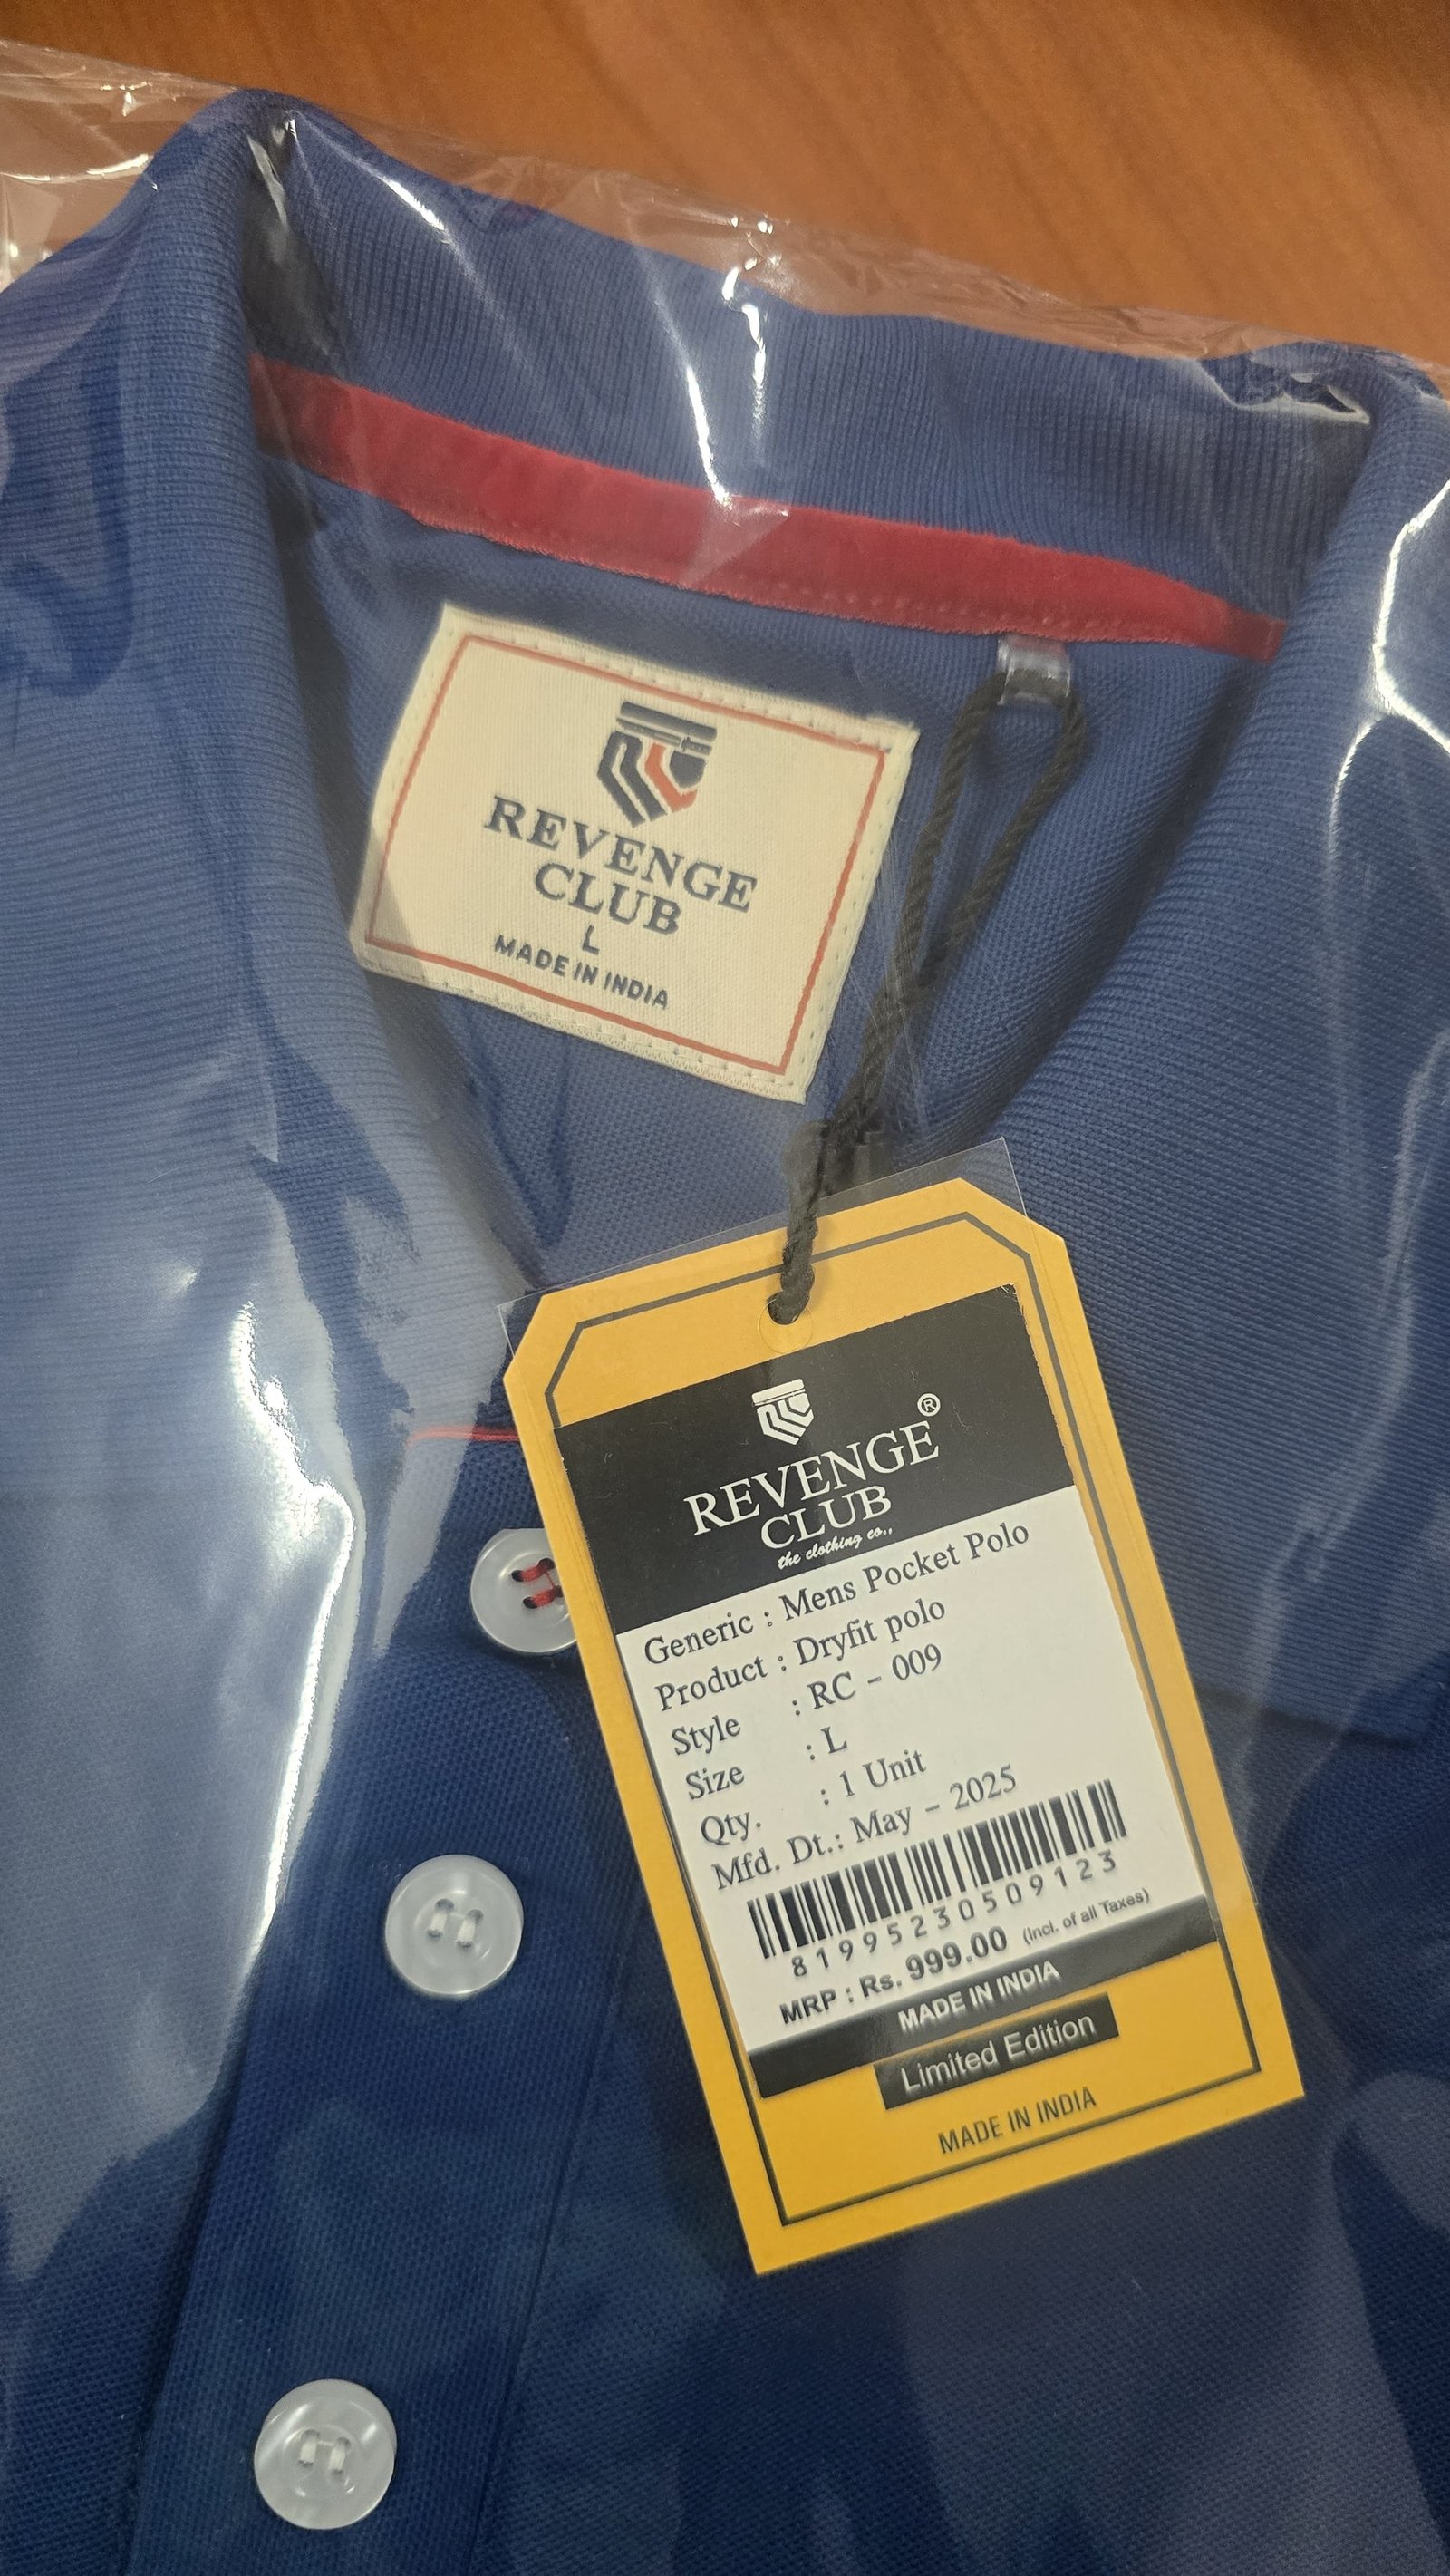 REVENGE
CLUB
L
MADE IN INDIA
REVENGE®
CLUB
the clothing co.,
Generic : Mens Pocket Polo
Product : Dryfit polo
Style : RC - 009
Size : L
Qty. : 1 Unit
Mfd. Dt.: May - 2025
81995230509123
MRP : Rs. 999.00 (Incl. of all Taxes)
MADE IN INDIA
Limited Edition
MADE IN INDIA